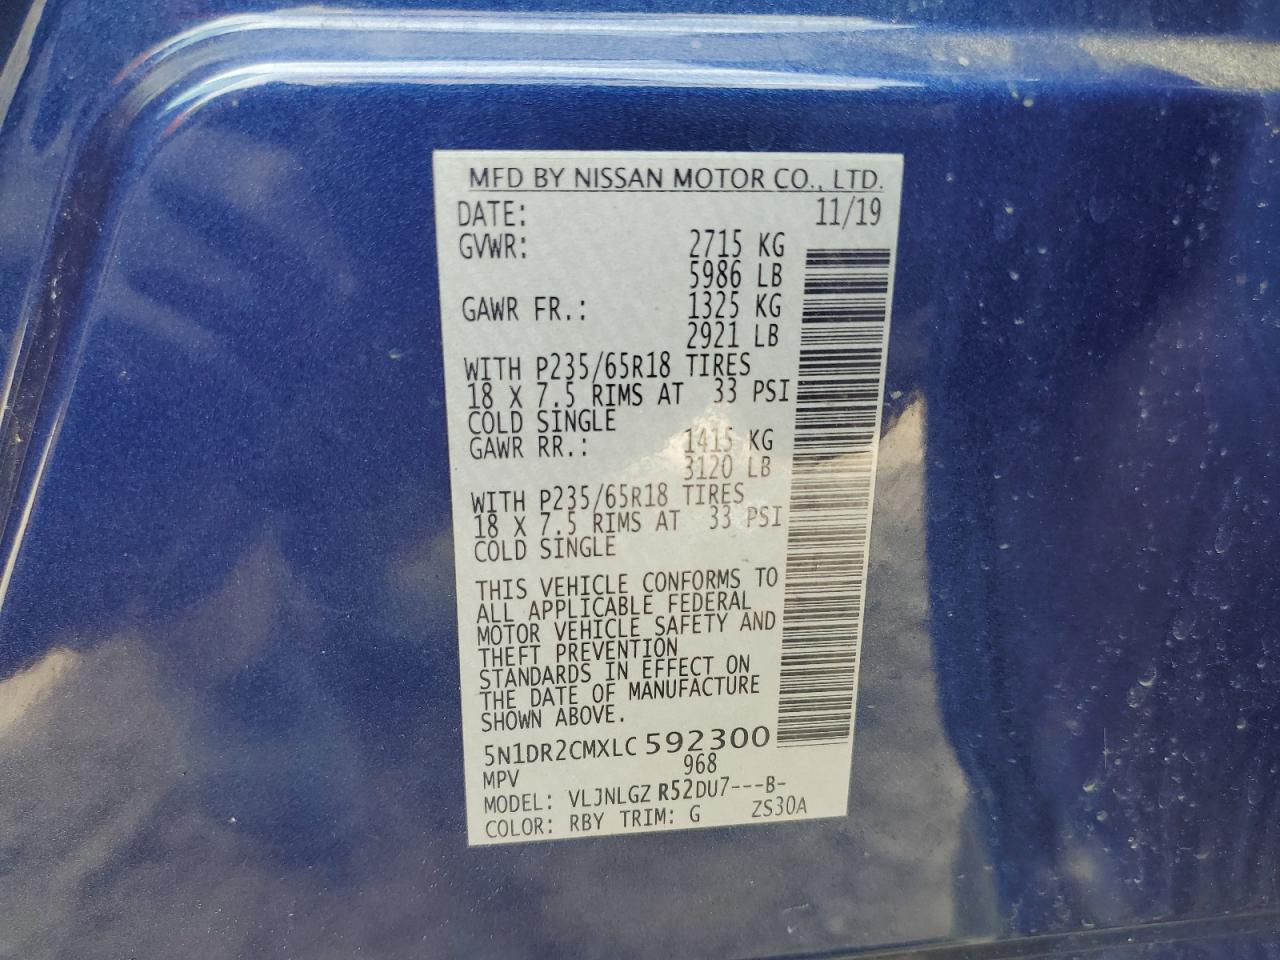 MFD BY NISSAN MOTOR CO., LTD.
DATE: 11/19
GVWR: 2715 KG
5986 LB
GAWR FR.: 1325 KG
2921 LB
WITH P235/65R18 TIRES
18 X 7.5 RIMS AT 33 PSI
COLD SINGLE
GAWR RR.: 1415 KG
3120 LB
WITH P235/65R18 TIRES
18 X 7.5 RIMS AT 33 PSI
COLD SINGLE
THIS VEHICLE CONFORMS TO
ALL APPLICABLE FEDERAL
MOTOR VEHICLE SAFETY AND
THEFT PREVENTION
STANDARDS IN EFFECT ON
THE DATE OF MANUFACTURE
SHOWN ABOVE.
5N1DR2CMXLC 592300
MPV 968
MODEL: VLJNLGZ R52DU7---B-
COLOR: RBY TRIM: G ZS30A